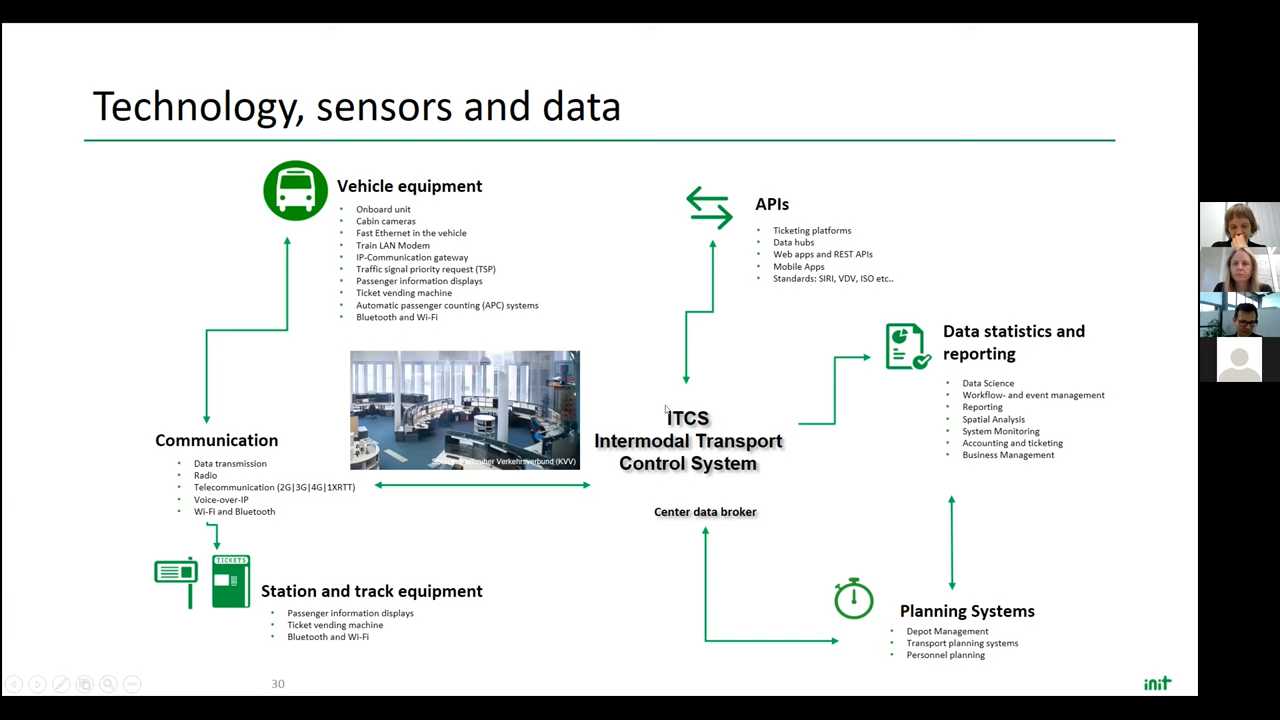 Technology, sensors and data
Vehicle equipment
• Onboard unit
• Cabin cameras
• Fast Ethernet in the vehicle
• Train LAN Modem
• IP-Communication gateway
• Traffic signal priority request (TSP)
• Passenger information displays
• Ticket vending machine
• Automatic passenger counting (APC) systems
• Bluetooth and Wi-Fi
APIs
• Ticketing platforms
• Data hubs
• Web apps and REST APIs
• Mobile Apps
• Standards: SIRI, VDV, ISO etc..
Data statistics and
reporting
• Data Science
• Workflow- and event management
• Reporting
• Spatial Analysis
• System Monitoring
• Accounting and ticketing
• Business Management
ITCS
Intermodal Transport
Control System
Center data broker
Verkehrsverbund (KVV)
Communication
• Data transmission
• Radio
• Telecommunication (2G|3G|4G|1XRTT)
• Voice-over-IP
• Wi-Fi and Bluetooth
TICKETS
Station and track equipment
• Passenger information displays
• Ticket vending machine
• Bluetooth and Wi-Fi
Planning Systems
• Depot Management
• Transport planning systems
• Personnel planning
30
init